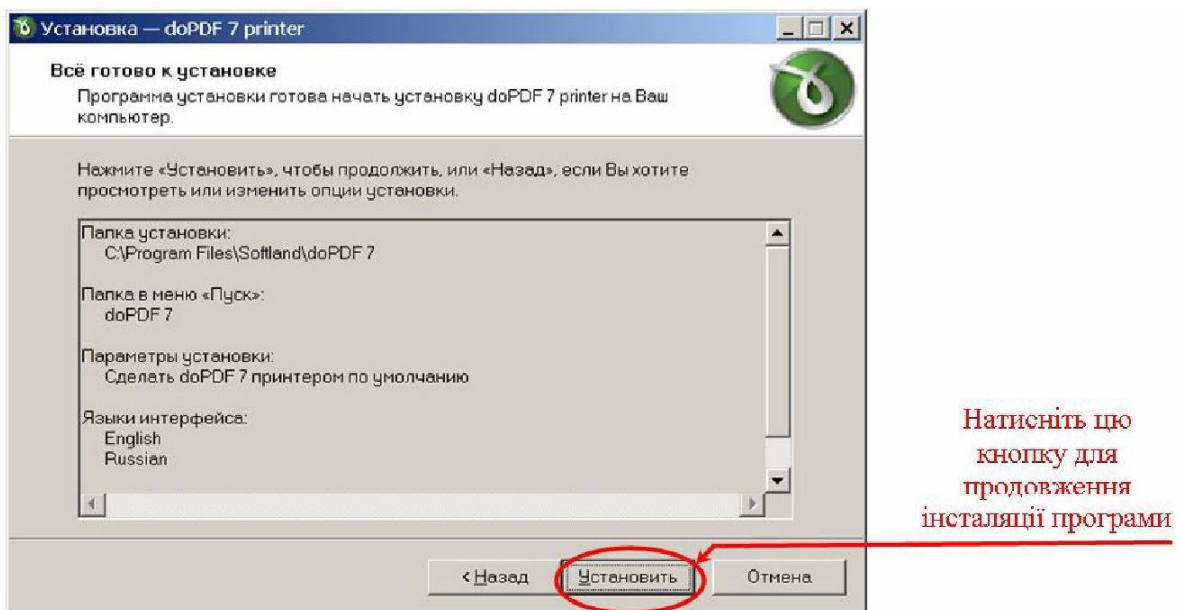 Установка — doPDF 7 printer
Всё готово к установке
Программа установки готова начать установку doPDF 7 printer на Ваш
компьютер.
Нажмите «Установить», чтобы продолжить, или «Назад», если Вы хотите
просмотреть или изменить опции установки.
Папка установки:
C:\Program Files\Softland\doPDF 7
Папка в меню «Пуск»:
doPDF 7
Параметры установки:
Сделать doPDF 7 принтером по умолчанию
Языки интерфейса:
English
Russian
< Назад
Установить
Отмена
Натисніть цю
кнопку для
продовження
інсталяції програми